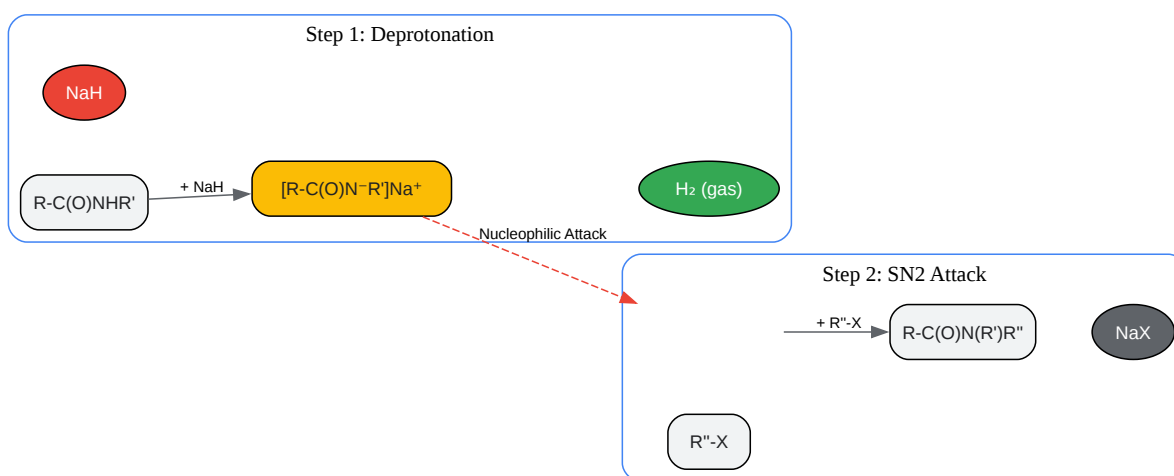 Step 1: Deprotonation
NaH
R-C(O)NHR'
+ NaH
[R-C(O)N⁻R']Na⁺
H₂ (gas)
Nucleophilic Attack
Step 2: SN2 Attack
+ R"-X
R-C(O)N(R')R"
NaX
R"-X